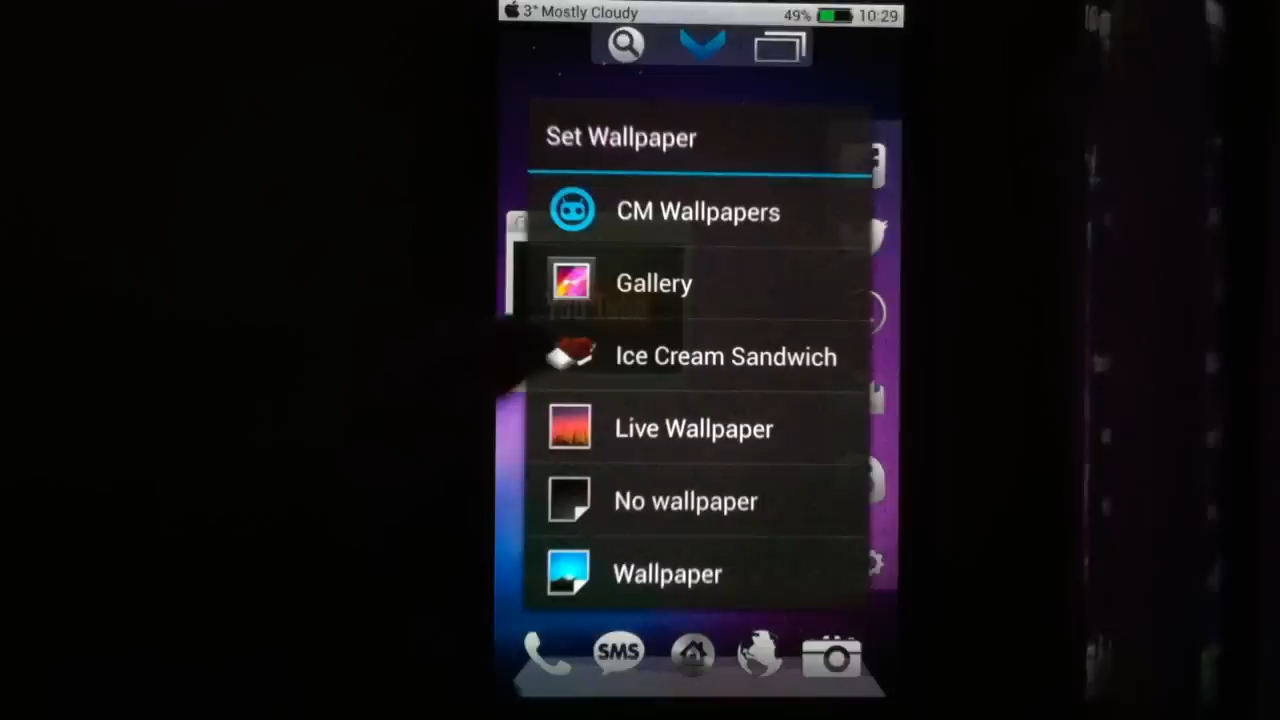 3° Mostly Cloudy 49% 10:29
Set Wallpaper
CM Wallpapers
Gallery
Ice Cream Sandwich
Live Wallpaper
No wallpaper
Wallpaper
SMS